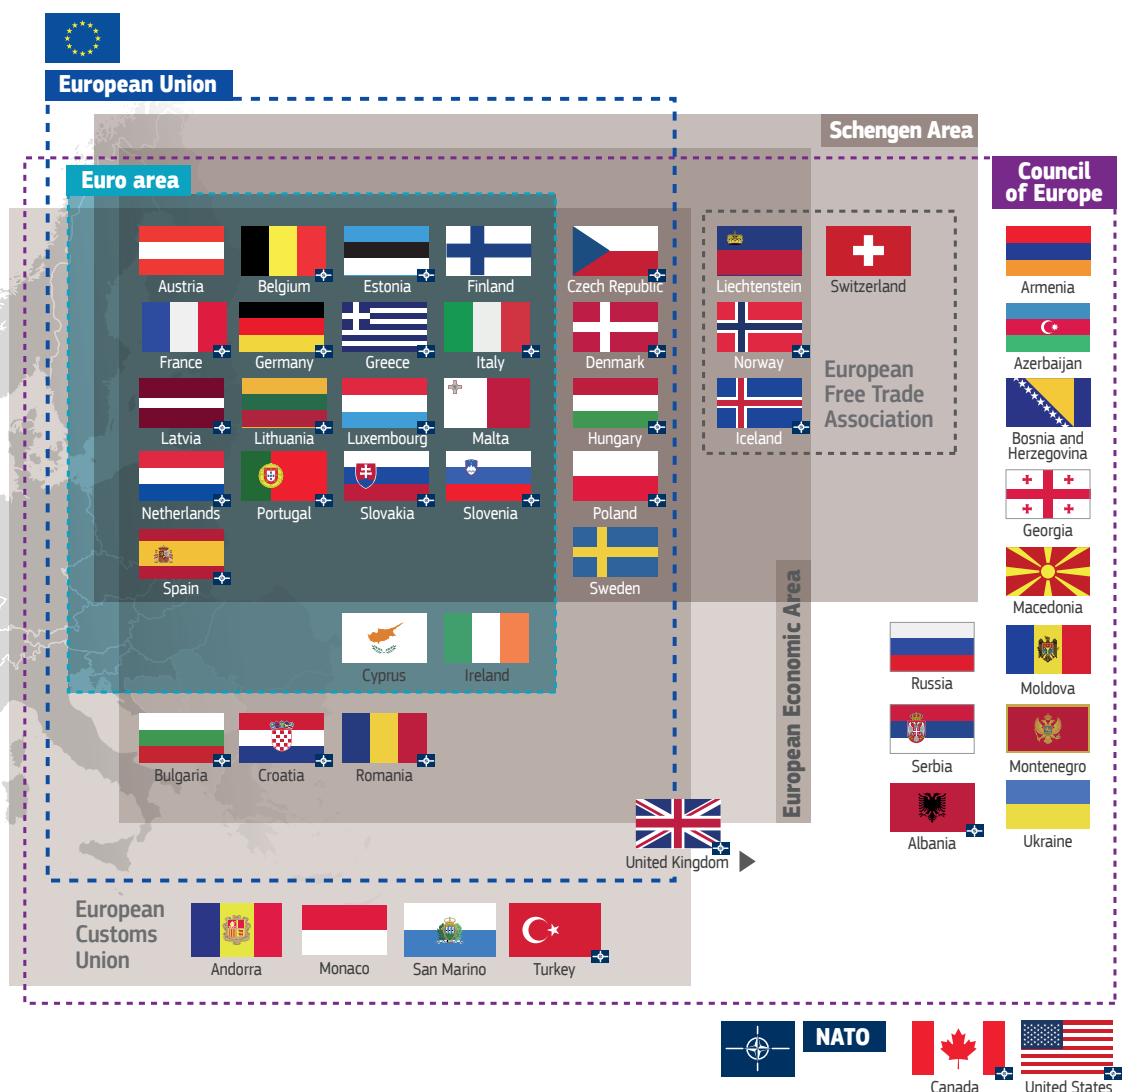 European Union
Schengen Area
Council
of Europe
Euro area
Austria
Belgium
Estonia
Finland
Czech Republic
Liechtenstein
Switzerland
Armenia
France
Germany
Greece
Italy
Denmark
Norway
Azerbaijan
European
Free Trade
Association
Latvia
Lithuania
Luxembourg
Malta
Hungary
Iceland
Bosnia and
Herzegovina
Netherlands
Portugal
Slovakia
Slovenia
Poland
Georgia
Spain
Sweden
Macedonia
European Economic Area
Cyprus
Ireland
Russia
Moldova
Bulgaria
Croatia
Romania
Serbia
Montenegro
United Kingdom
Albania
Ukraine
European
Customs
Union
Andorra
Monaco
San Marino
Turkey
NATO
Canada
United States